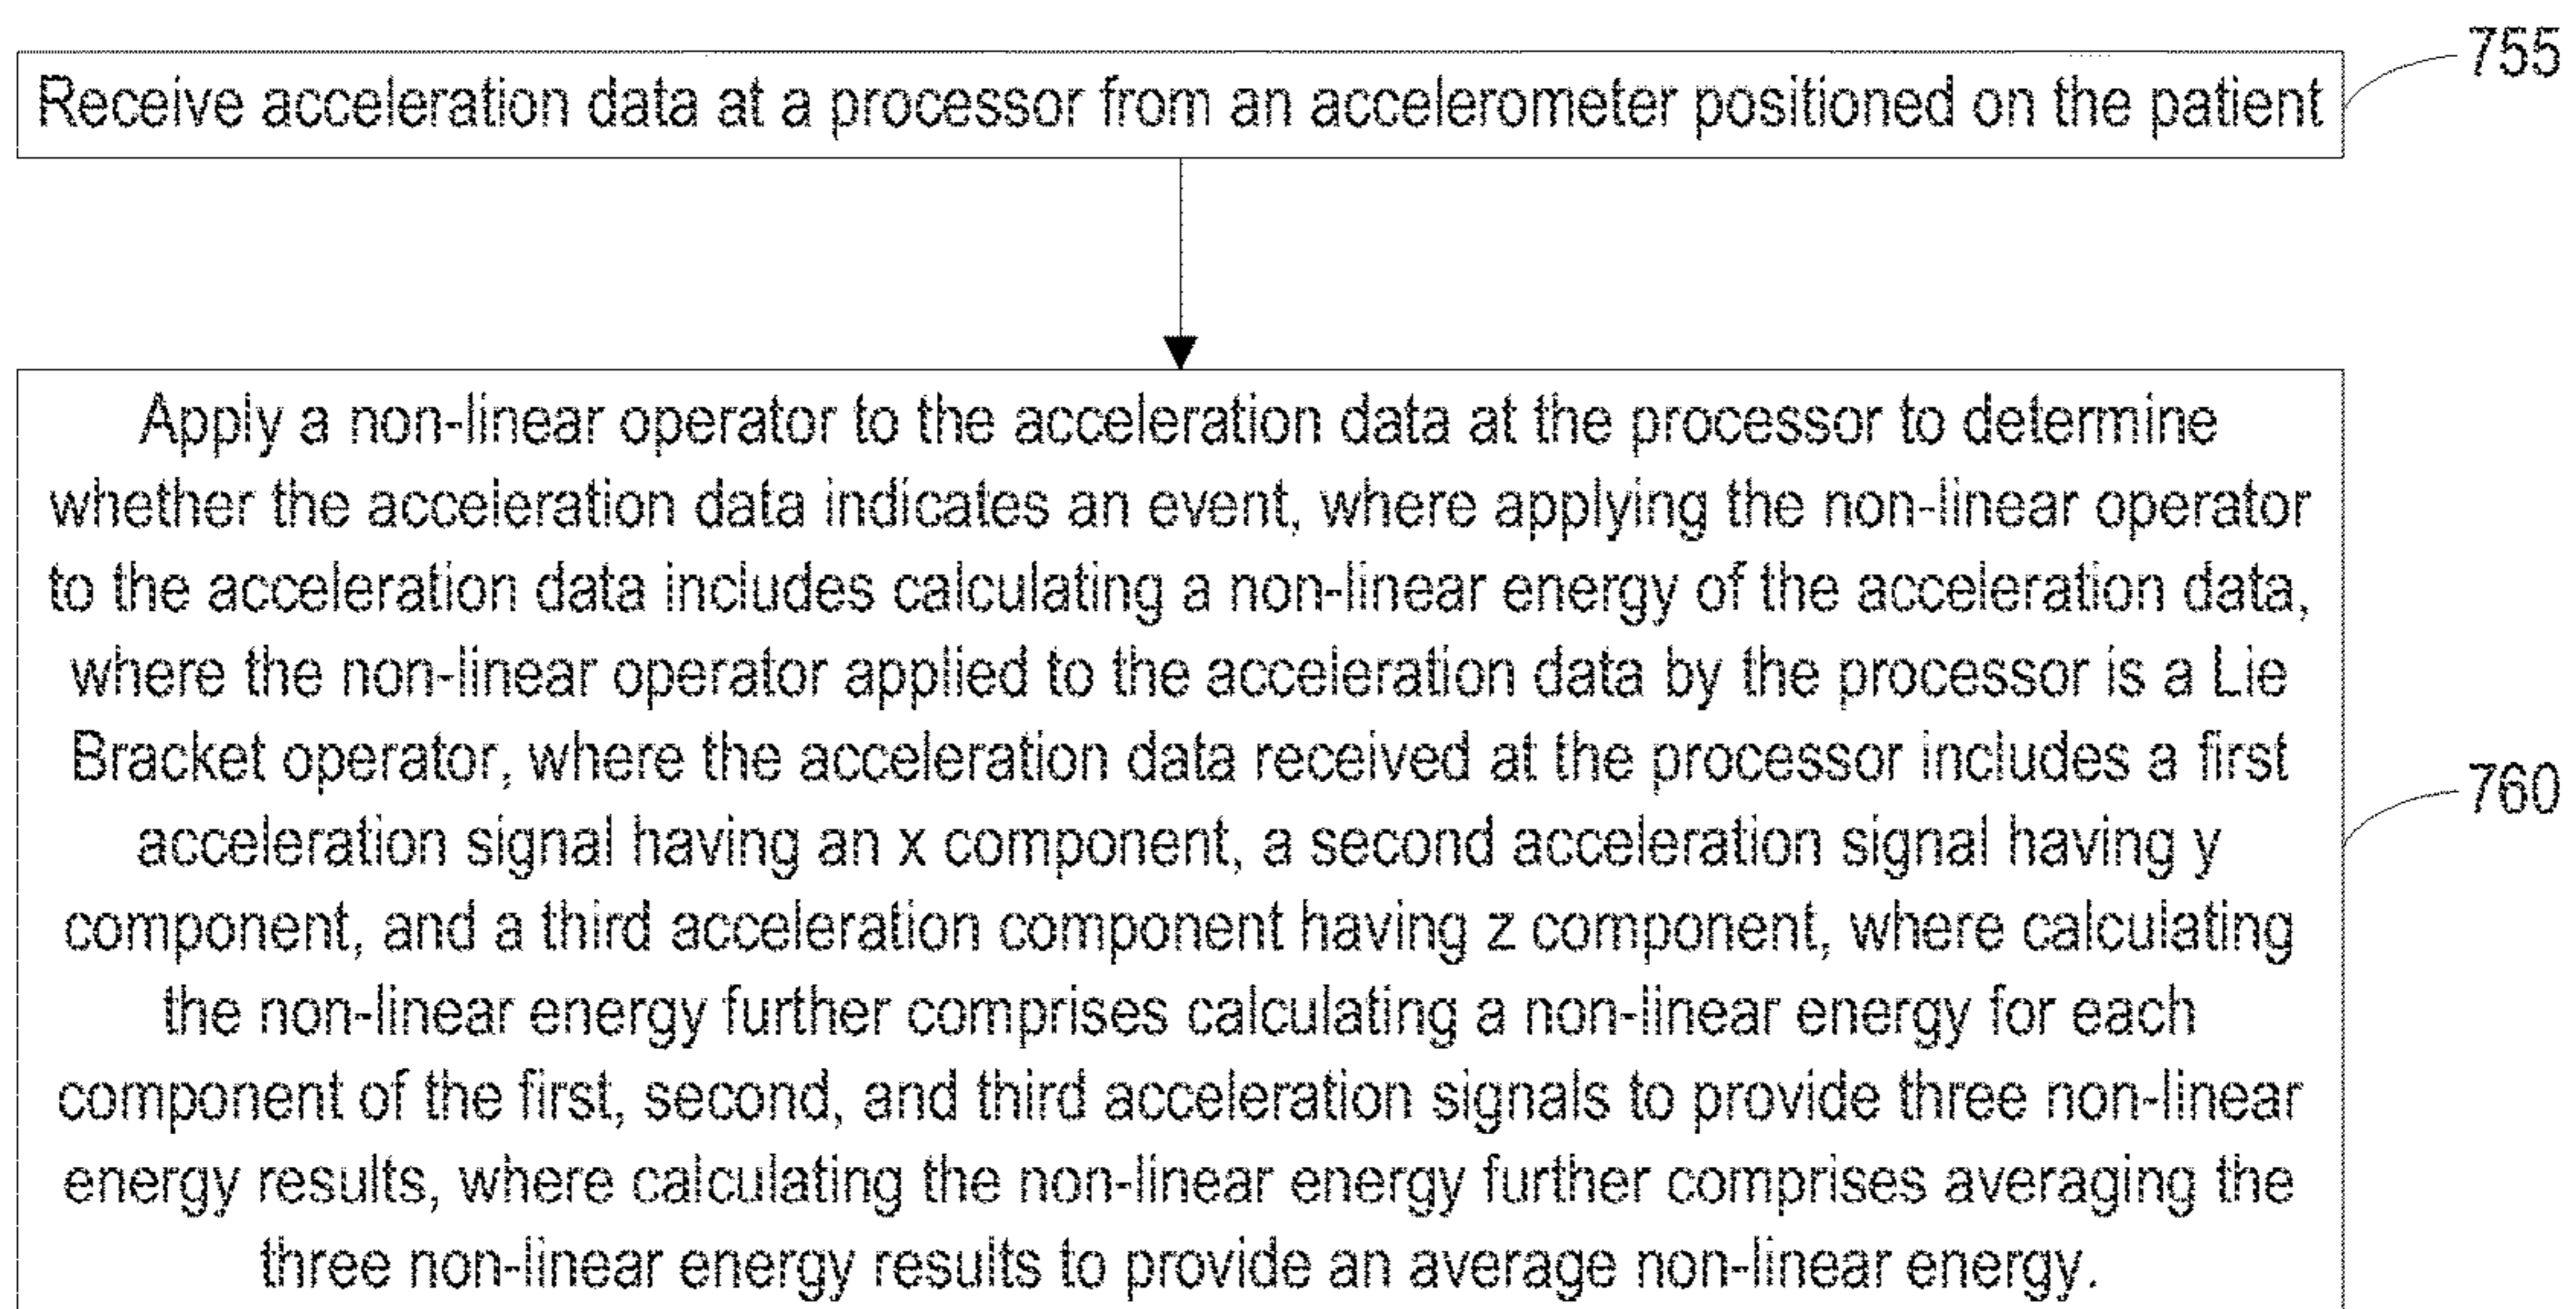 Receive acceleration data at a processor from an accelerometer positioned on the patient
755
Apply a non-linear operator to the acceleration data at the processor to determine
whether the acceleration data indicates an event, where applying the non-linear operator
to the acceleration data includes calculating a non-linear energy of the acceleration data,
where the non-linear operator applied to the acceleration data by the processor is a Lie
Bracket operator, where the acceleration data received at the processor includes a first
acceleration signal having an x component, a second acceleration signal having y
component, and a third acceleration component having z component, where calculating
the non-linear energy further comprises calculating a non-linear energy for each
component of the first, second, and third acceleration signals to provide three non-linear
energy results, where calculating the non-linear energy further comprises averaging the
three non-linear energy results to provide an average non-linear energy.
760